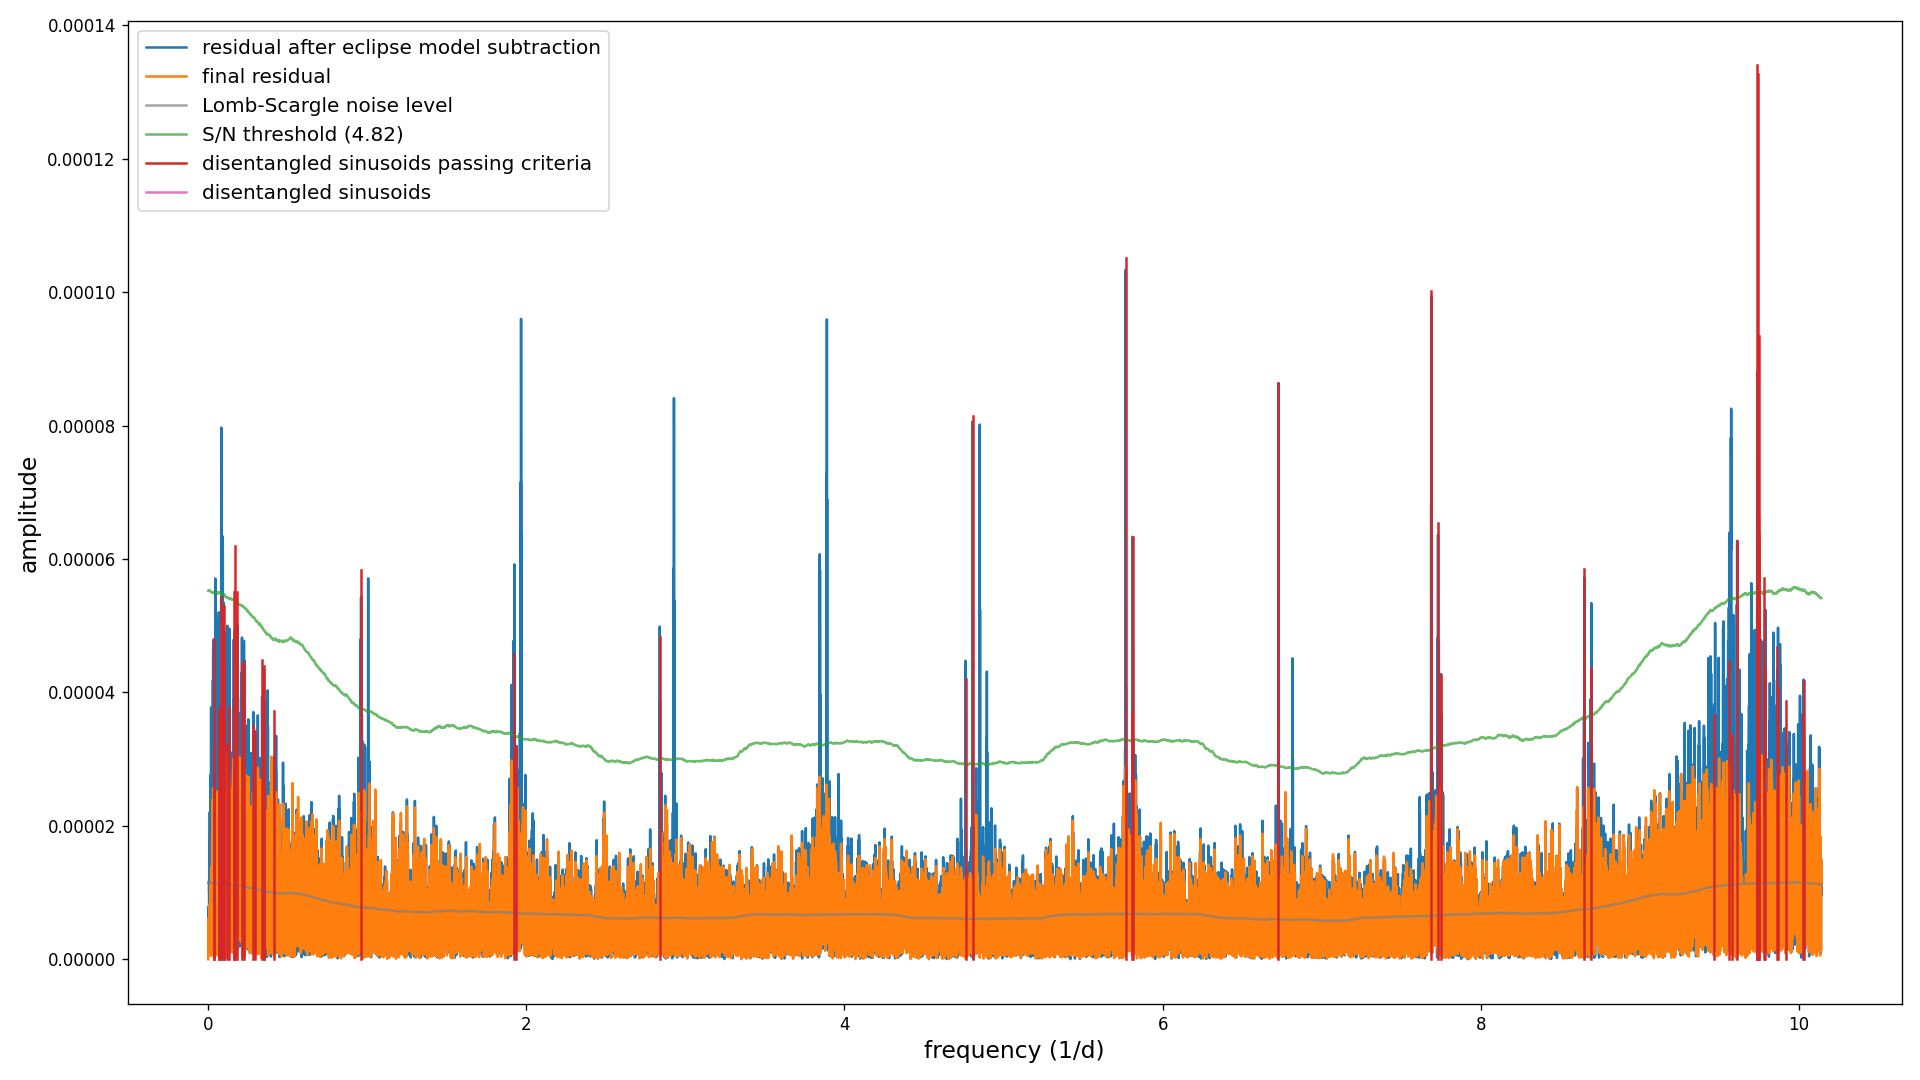 0.00014
0.00012
0.00010
0.00008
0.00006
0.00004
0.00002
0.00000
amplitude
residual after eclipse model subtraction
final residual
Lomb-Scargle noise level
S/N threshold (4.82)
disentangled sinusoids passing criteria
disentangled sinusoids
0 2 4 6 8 10
frequency (1/d)